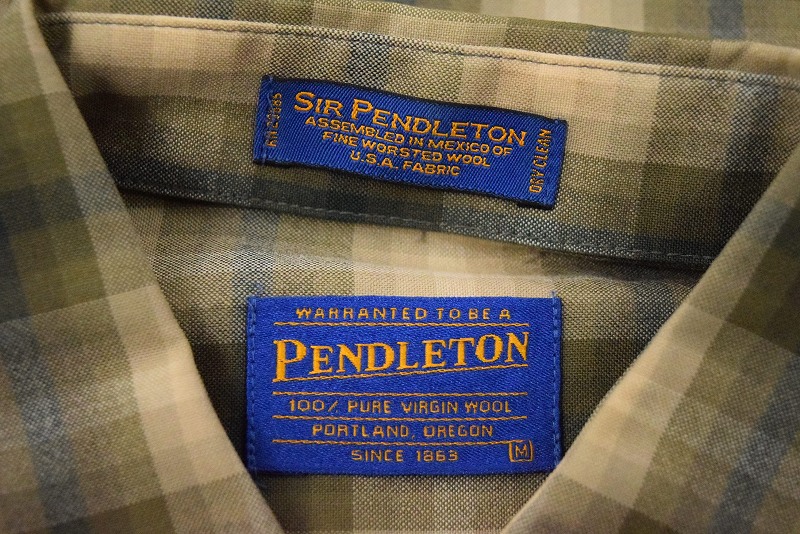 SIR PENDLETON
ASSEMBLED IN MEXICO OF
FINE WORSTED WOOL
U.S.A. FABRIC
DRY CLEAN
WARRANTED TO BE A
PENDLETON
100% PURE VIRGIN WOOL
PORTLAND, OREGON
SINCE 1863
M